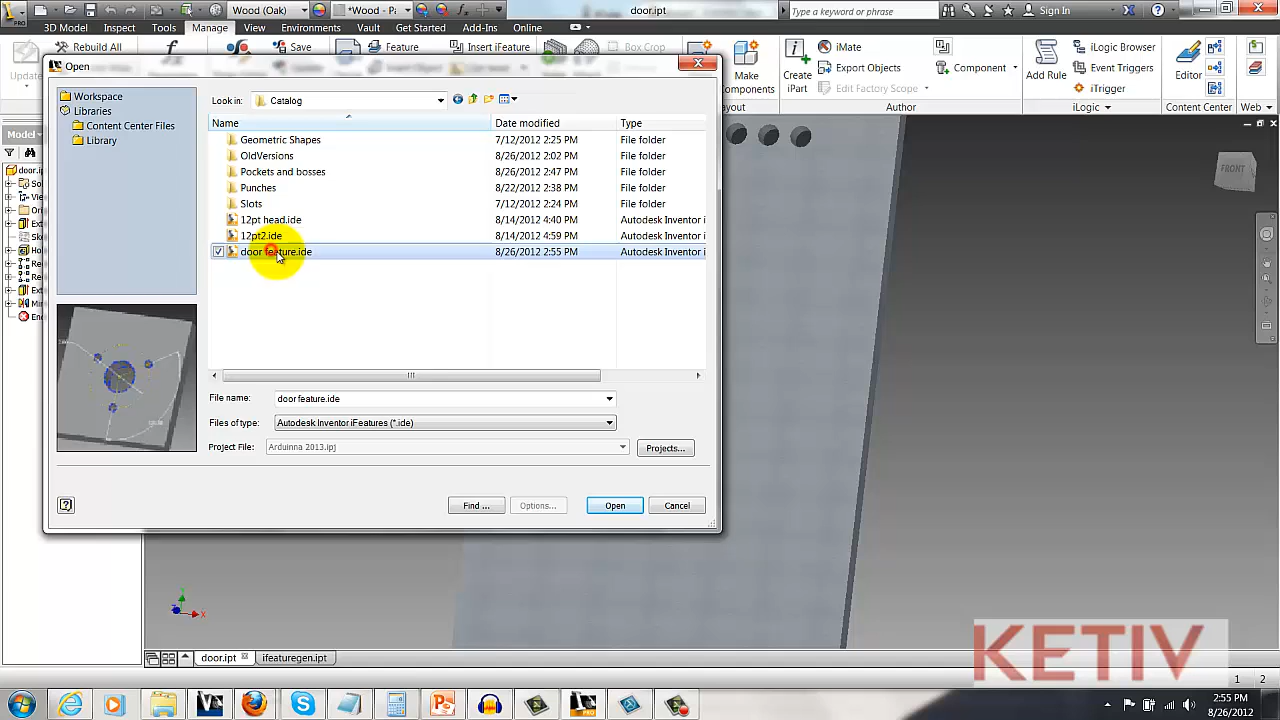 PRO
Wood (Oak)
*Wood - Pa
door.ipt
Type a keyword or phrase
Sign In
3D Model
Inspect
Tools
Manage
View
Environments
Vault
Get Started
Add-Ins
Online
Update
Rebuild All
fx
Save
Feature
Insert iFeature
Box Crop
Make
Components
Create
iPart
iMate
Export Objects
Edit Factory Scope
Component
Add Rule
iLogic Browser
Event Triggers
iTrigger
Editor
Author
iLogic
Content Center
Web
Open
Workspace
Libraries
Content Center Files
Library
Look in:
Catalog
Name
Date modified
Type
Geometric Shapes
7/12/2012 2:25 PM
File folder
OldVersions
8/26/2012 2:02 PM
File folder
Pockets and bosses
8/26/2012 2:47 PM
File folder
Punches
8/22/2012 2:38 PM
File folder
Slots
7/12/2012 2:24 PM
File folder
12pt head.ide
8/14/2012 4:40 PM
Autodesk Inventor i
12pt2.ide
8/14/2012 4:59 PM
Autodesk Inventor i
door feature.ide
8/26/2012 2:55 PM
Autodesk Inventor i
File name:
door feature.ide
Files of type:
Autodesk Inventor iFeatures (*.ide)
Project File:
Arduinna 2013.ipj
Projects...
Find ...
Options...
Open
Cancel
Model
door.ip
FRONT
X
KETIV
door.ipt
ifeaturegen.ipt
1
2
2:55 PM
8/26/2012